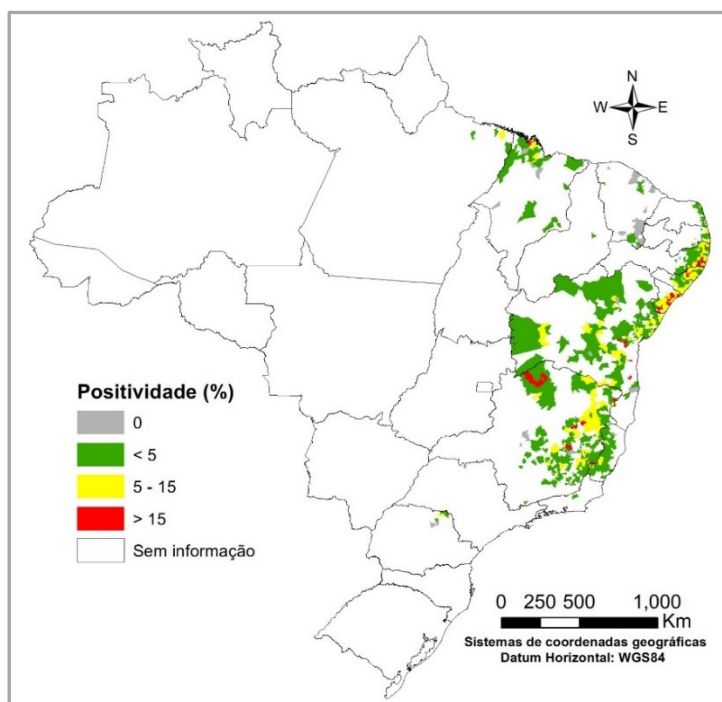 N
W E
S
Positividade (%)
0
< 5
5 - 15
> 15
Sem informação
0 250 500 1,000
Km
Sistemas de coordenadas geográficas
Datum Horizontal: WGS84